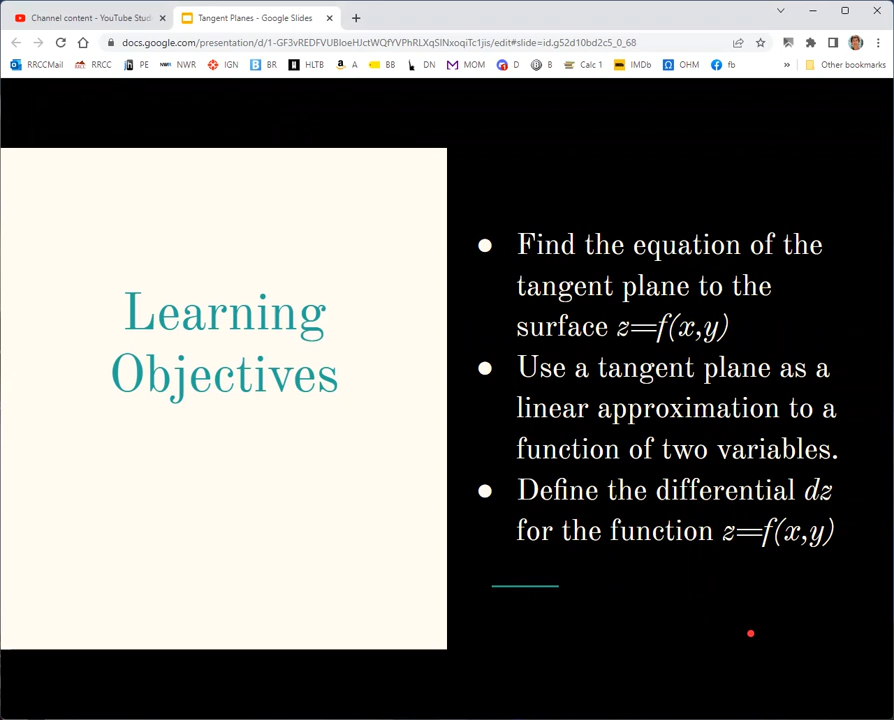 Channel content - YouTube Stud
Tangent Planes - Google Slides
docs.google.com/presentation/d/1-GF3vREDFVUBIoeHJctWQfYVPhRLXqSINxoqiTc1jis/edit#slide=id.g52d10bd2c5_0_68
RRCCMail RRCC PE NWR IGN BR HLTB A BB DN MOM D B Calc 1 IMDb OHM fb » Other bookmarks
Learning
Objectives
● Find the equation of the
tangent plane to the
surface z=f(x,y)
● Use a tangent plane as a
linear approximation to a
function of two variables.
● Define the differential dz
for the function z=f(x,y)